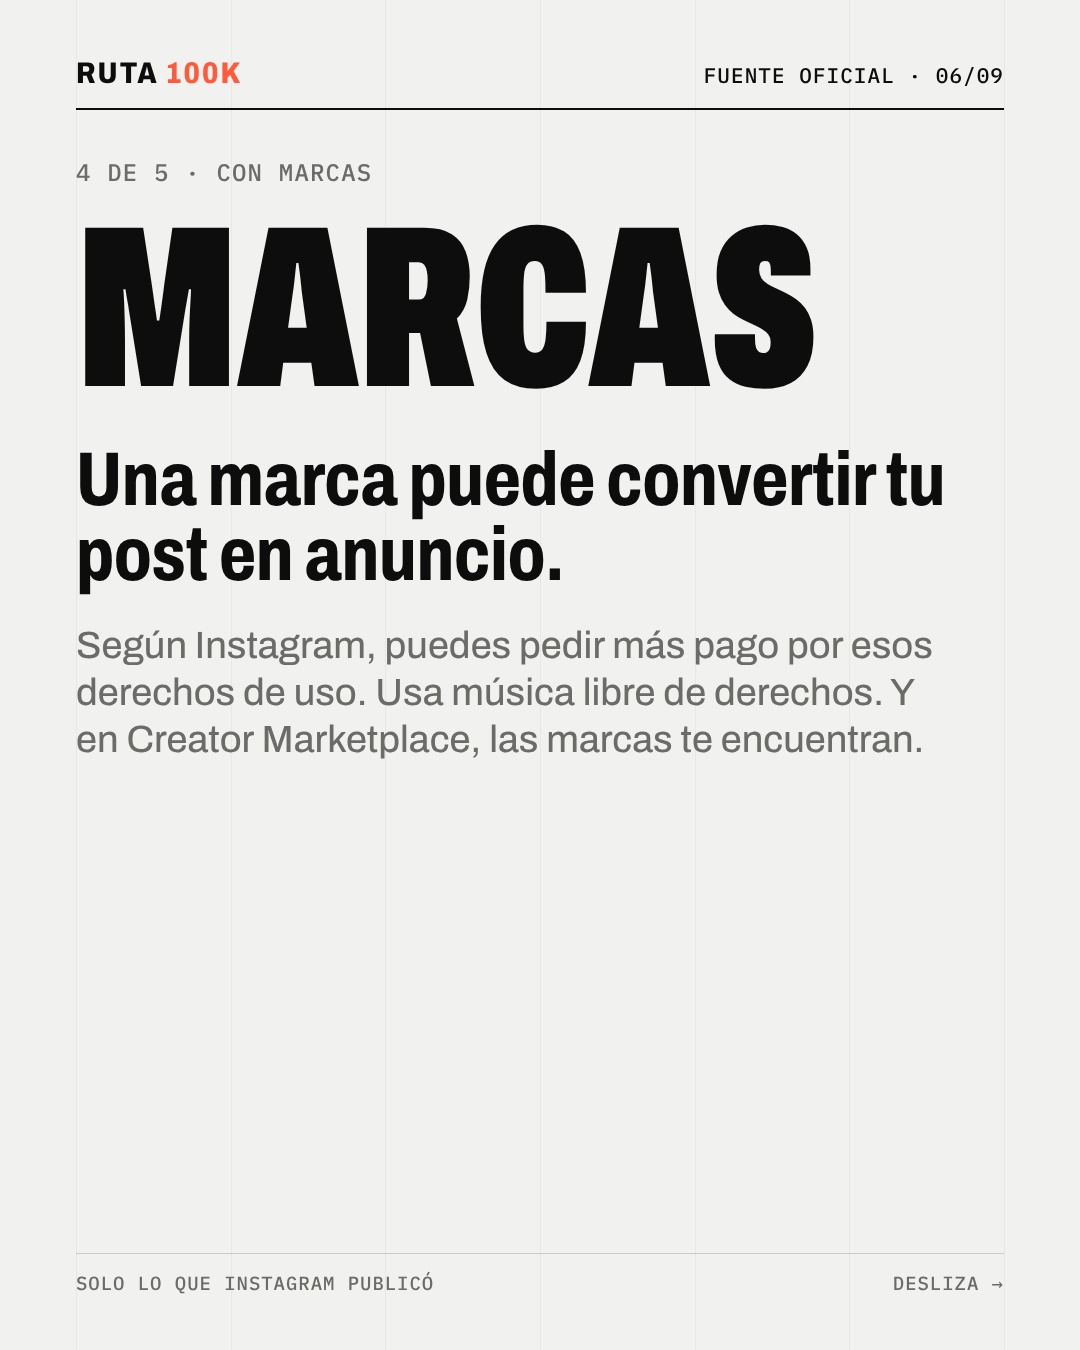 RUTA 100K
FUENTE OFICIAL · 06/09
4 DE 5 · CON MARCAS
MARCAS
Una marca puede convertir tu
post en anuncio.
Según Instagram, puedes pedir más pago por esos
derechos de uso. Usa música libre de derechos. Y
en Creator Marketplace, las marcas te encuentran.
SOLO LO QUE INSTAGRAM PUBLICÓ
DESLIZA →